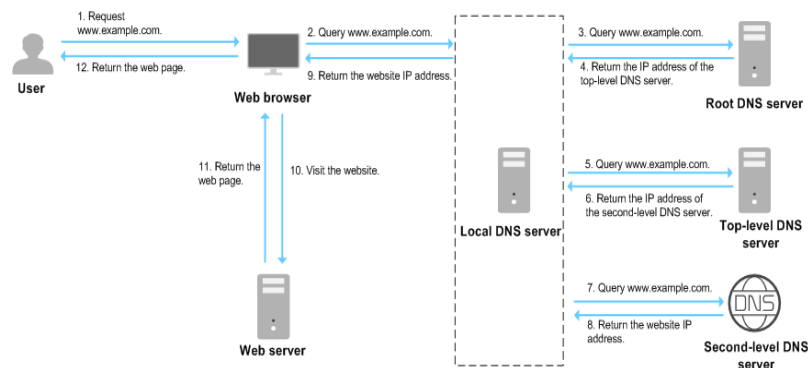 1. Request
www.example.com.
12. Return the web page.
User
Web browser
2. Query www.example.com.
9. Return the website IP address.
3. Query www.example.com.
4. Return the IP address of the
top-level DNS server.
Root DNS server
11. Return the
web page.
10. Visit the website.
Local DNS server
5. Query www.example.com.
6. Return the IP address of
the second-level DNS server.
Top-level DNS
server
Web server
7. Query www.example.com.
8. Return the website IP
address.
DNS
Second-level DNS
server